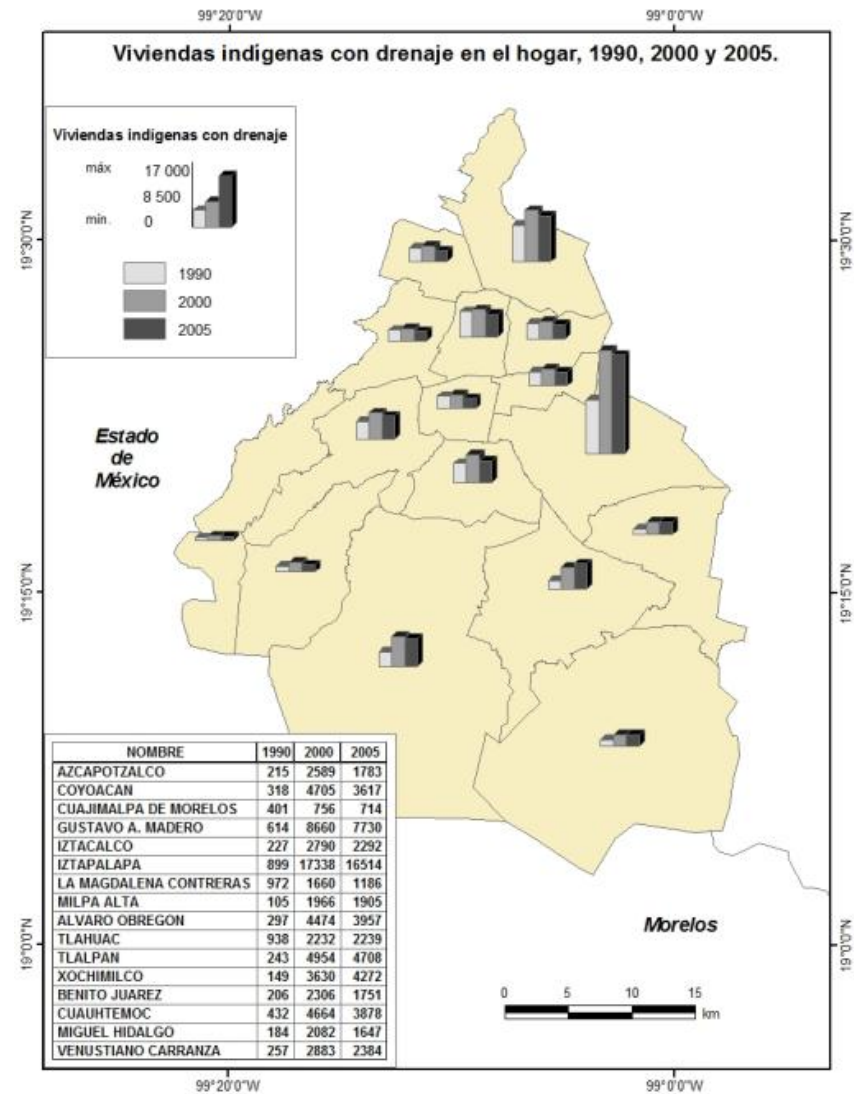 99°20'0"W 99°0'0"W
Viviendas indígenas con drenaje en el hogar, 1990, 2000 y 2005.
Viviendas indígenas con drenaje
máx 17 000
8 500
mín. 0
1990
2000
2005
19°30'0"N 19°30'0"N
Estado
de
México
19°15'0"N 19°15'0"N
NOMBRE 1990 2000 2005
AZCAPOTZALCO 215 2589 1783
COYOACAN 318 4705 3617
CUAJIMALPA DE MORELOS 401 756 714
GUSTAVO A. MADERO 614 8660 7730
IZTACALCO 227 2790 2292
IZTAPALAPA 899 17338 16514
LA MAGDALENA CONTRERAS 972 1660 1186
MILPA ALTA 105 1966 1905
ALVARO OBREGON 297 4474 3957
TLAHUAC 938 2232 2239
TLALPAN 243 4954 4708
XOCHIMILCO 149 3630 4272
BENITO JUAREZ 206 2306 1751
CUAUHTEMOC 432 4664 3878
MIGUEL HIDALGO 184 2082 1647
VENUSTIANO CARRANZA 257 2883 2384
Morelos
19°0'0"N 19°0'0"N
0 5 10 15
km
99°20'0"W 99°0'0"W